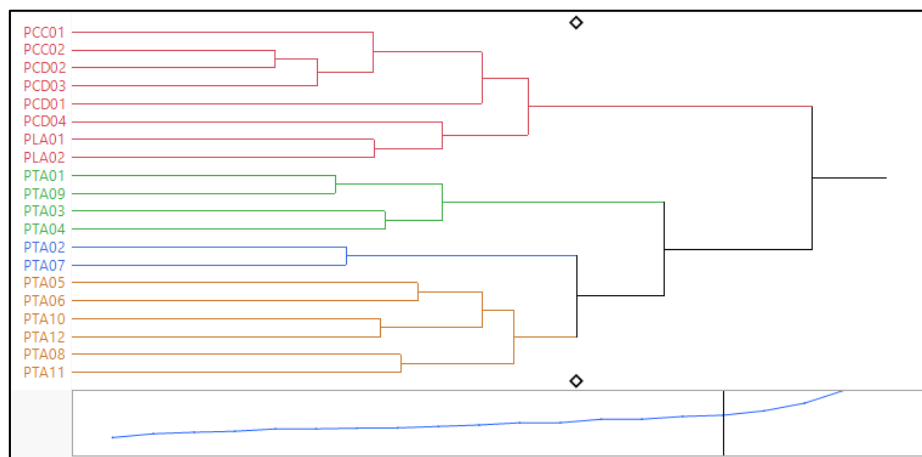 PCC01
PCC02
PCD02
PCD03
PCD01
PCD04
PLA01
PLA02
PTA01
PTA09
PTA03
PTA04
PTA02
PTA07
PTA05
PTA06
PTA10
PTA12
PTA08
PTA11